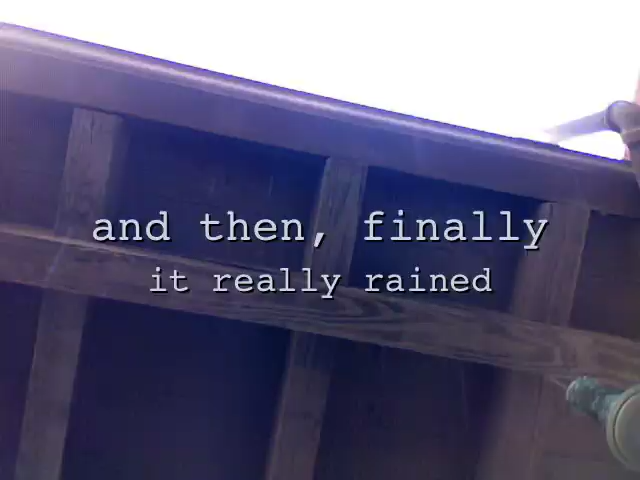 and then, finally
it really rained